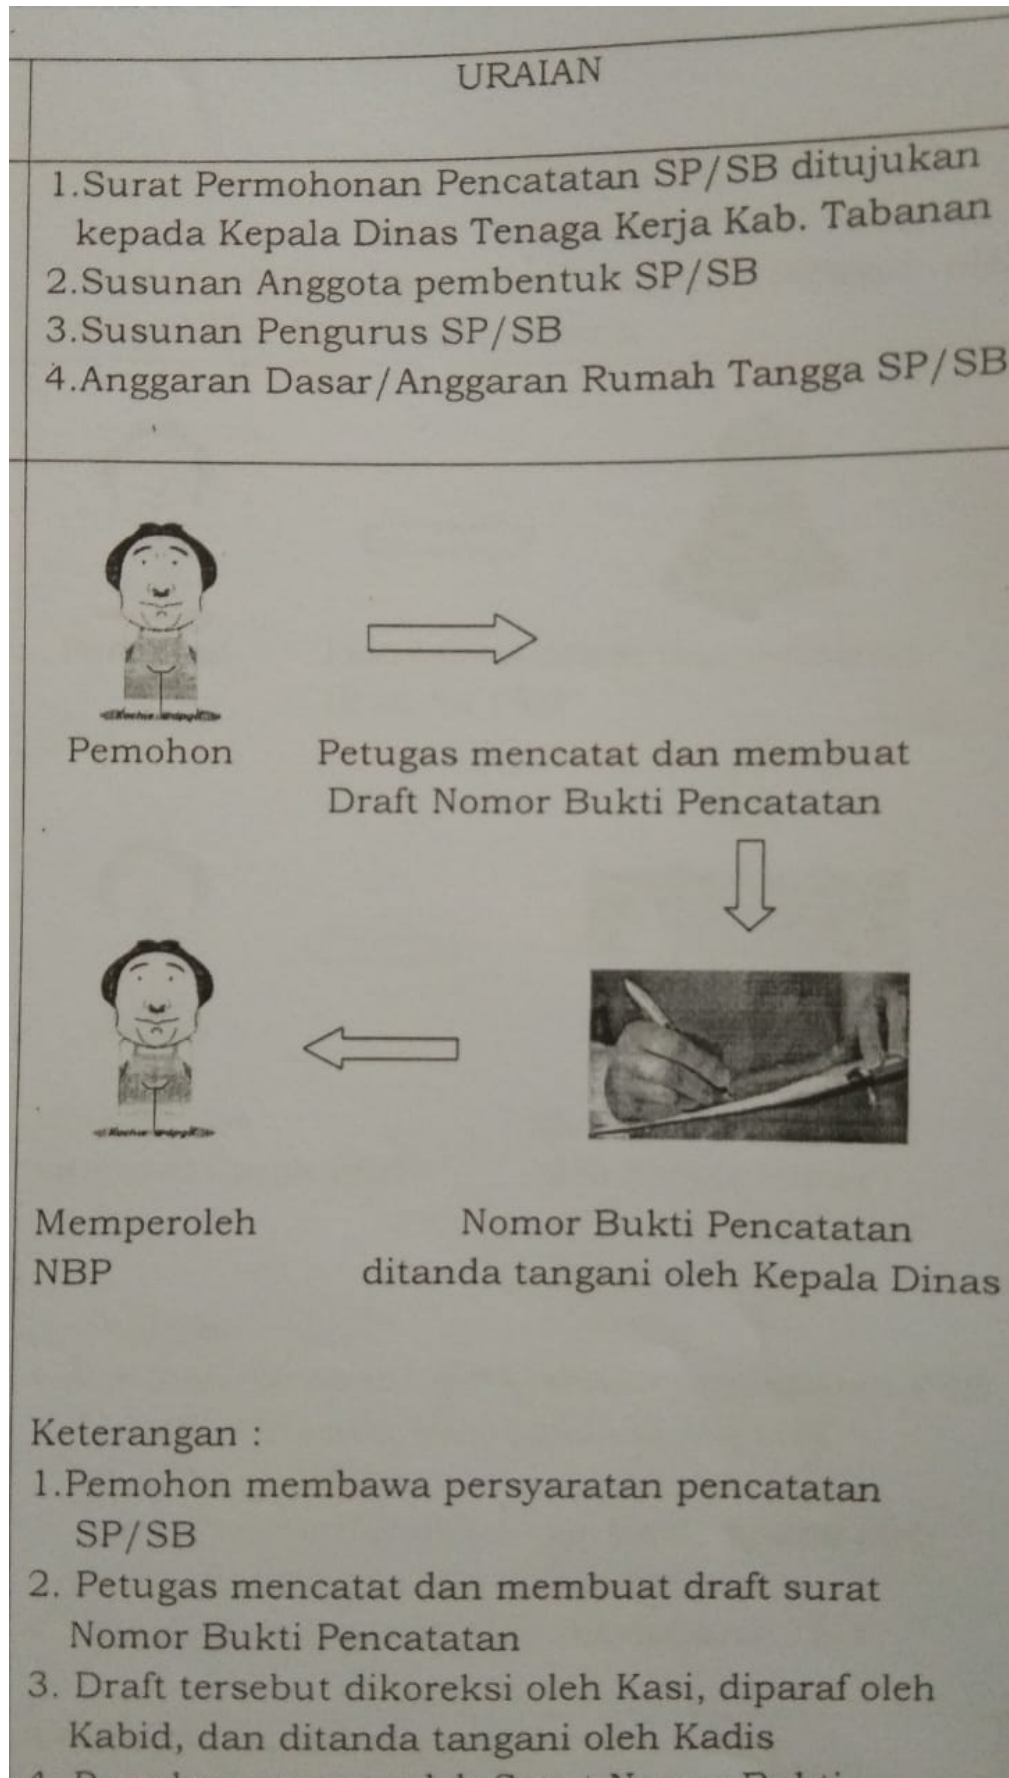 URAIAN
1.Surat Permohonan Pencatatan SP/SB ditujukan
kepada Kepala Dinas Tenaga Kerja Kab. Tabanan
2.Susunan Anggota pembentuk SP/SB
3.Susunan Pengurus SP/SB
4.Anggaran Dasar/Anggaran Rumah Tangga SP/SB
Pemohon
Petugas mencatat dan membuat
Draft Nomor Bukti Pencatatan
Memperoleh
NBP
Nomor Bukti Pencatatan
ditanda tangani oleh Kepala Dinas
Keterangan :
1.Pemohon membawa persyaratan pencatatan
SP/SB
2. Petugas mencatat dan membuat draft surat
Nomor Bukti Pencatatan
3. Draft tersebut dikoreksi oleh Kasi, diparaf oleh
Kabid, dan ditanda tangani oleh Kadis